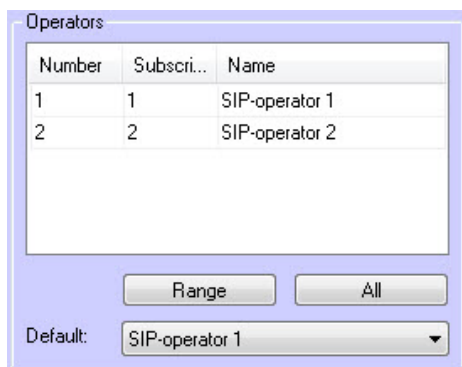 Operators
Number Subscri... Name
1 1 SIP-operator 1
2 2 SIP-operator 2
Range All
Default: SIP-operator 1